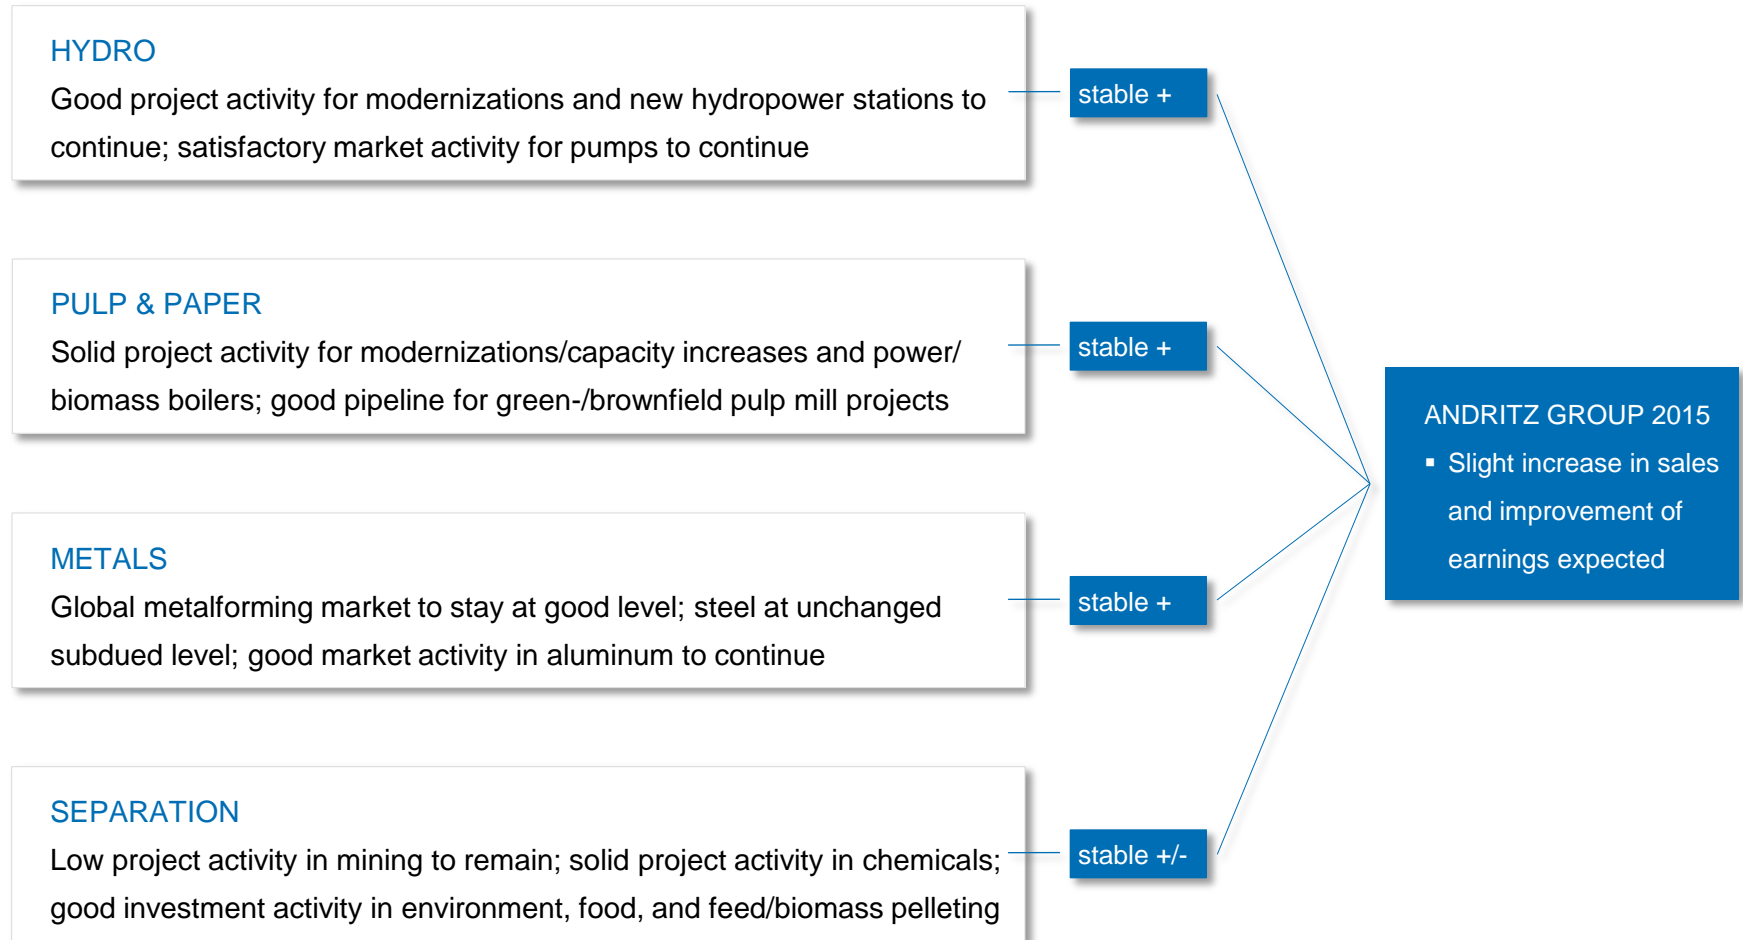 HYDRO
Good project activity for modernizations and new hydropower stations to
continue; satisfactory market activity for pumps to continue
stable +
PULP & PAPER
Solid project activity for modernizations/capacity increases and power/
biomass boilers; good pipeline for green-/brownfield pulp mill projects
stable +
METALS
Global metalforming market to stay at good level; steel at unchanged
subdued level; good market activity in aluminum to continue
stable +
SEPARATION
Low project activity in mining to remain; solid project activity in chemicals;
good investment activity in environment, food, and feed/biomass pelleting
stable +/-
ANDRITZ GROUP 2015
▪ Slight increase in sales
and improvement of
earnings expected